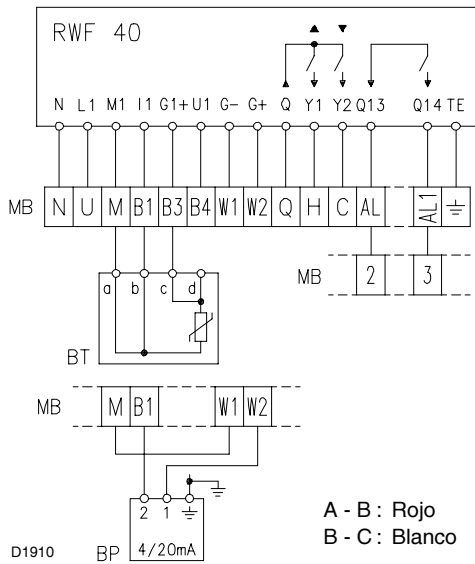 RWF 40
N L1 M1 I1 G1+ U1 G- G+ Q Y1 Y2 Q13 Q14 TE
MB N U M B1 B3 B4 W1 W2 Q H C AL AL1
MB 2 3
a b c d
BT
MB M B1 W1 W2
2 1
4/20mA
BP
A - B : Rojo
B - C : Blanco
D1910